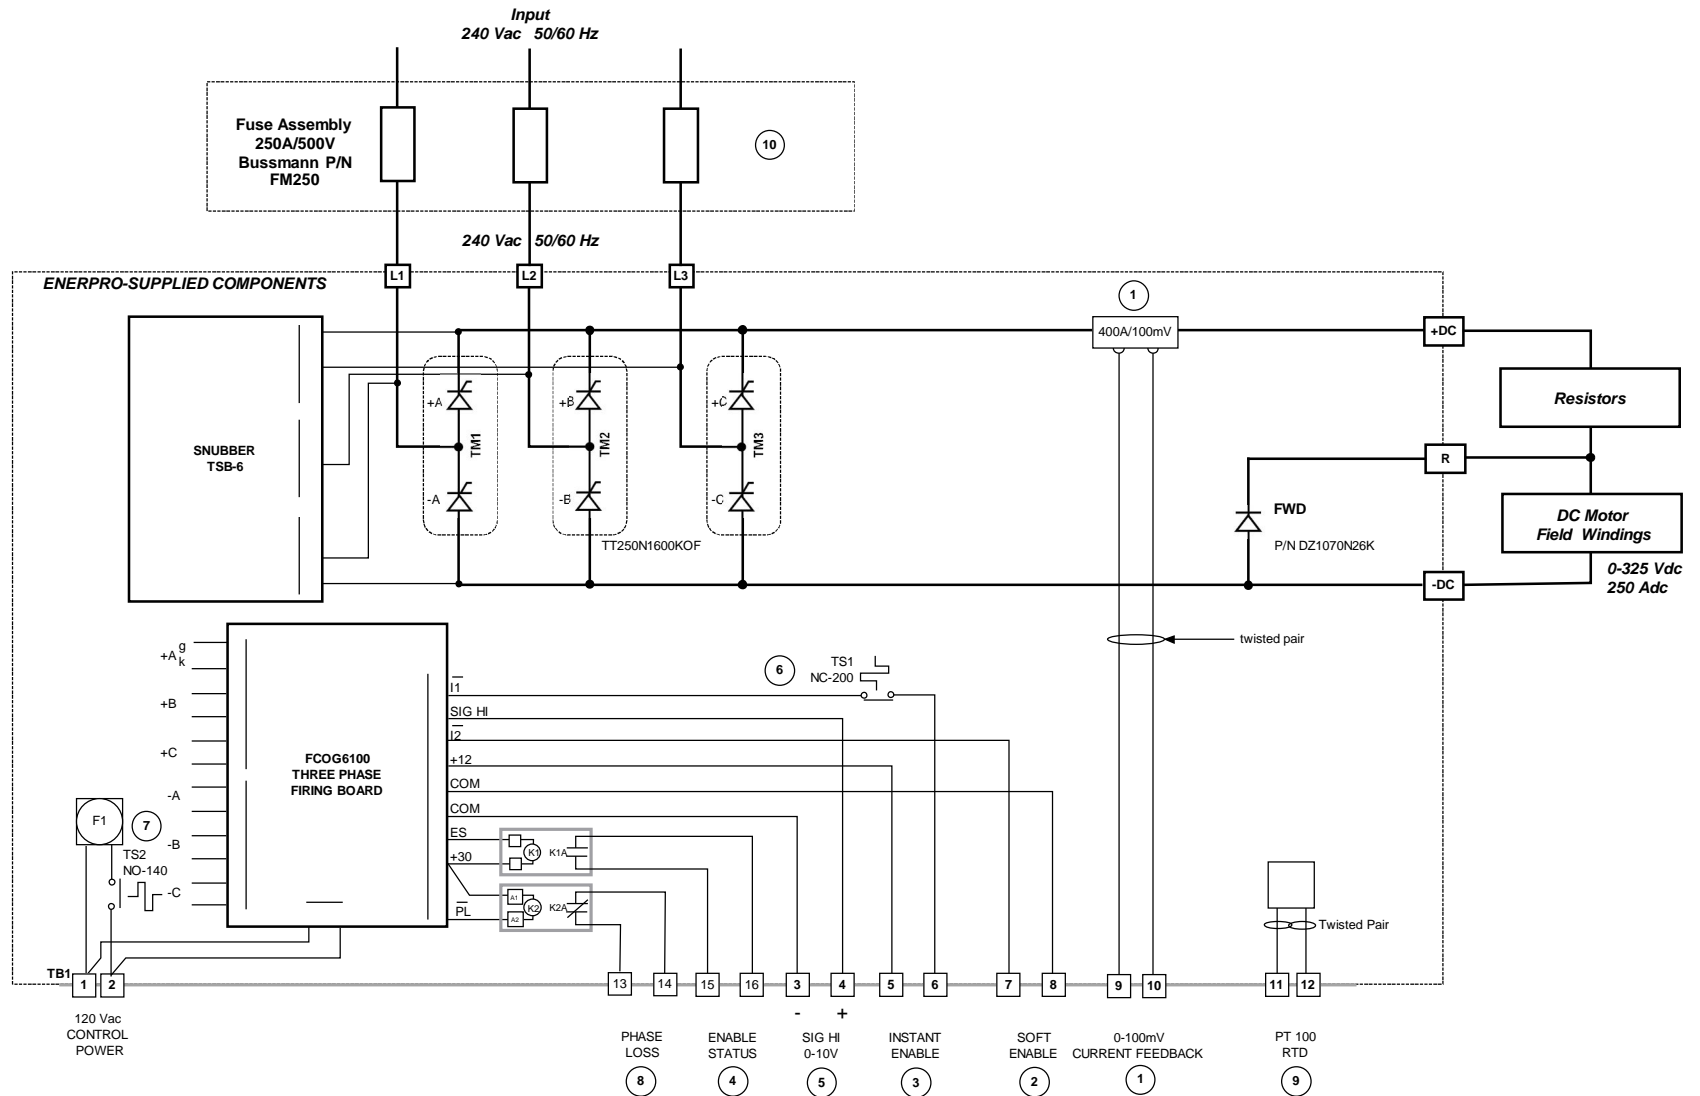 Input
240 Vac 50/60 Hz
Fuse Assembly
250A/500V
Bussmann P/N
FM250
10
240 Vac 50/60 Hz
ENERPRO-SUPPLIED COMPONENTS
L1
L2
L3
1
400A/100mV
+DC
Resistors
SNUBBER
TSB-6
+A
TM1
+B
TM2
+C
TM3
-A
-B
-C
TT250N1600KOF
R
FWD
P/N DZ1070N26K
DC Motor
Field Windings
-DC
0-325 Vdc
250 Adc
twisted pair
+A g
k
+B
+C
-A
-B
-C
FCOG6100
THREE PHASE
FIRING BOARD
I1
SIG HI
I2
+12
COM
COM
ES
+30
PL
6
TS1
NC-200
K1
K1A
A1
A2
K2
K2A
F1
7
TS2
NO-140
Twisted Pair
TB1
1
2
13
14
15
16
3
4
5
6
7
8
9
10
11
12
-
+
120 Vac
CONTROL
POWER
PHASE
LOSS
8
ENABLE
STATUS
4
SIG HI
0-10V
5
INSTANT
ENABLE
3
SOFT
ENABLE
2
0-100mV
CURRENT FEEDBACK
1
PT 100
RTD
9